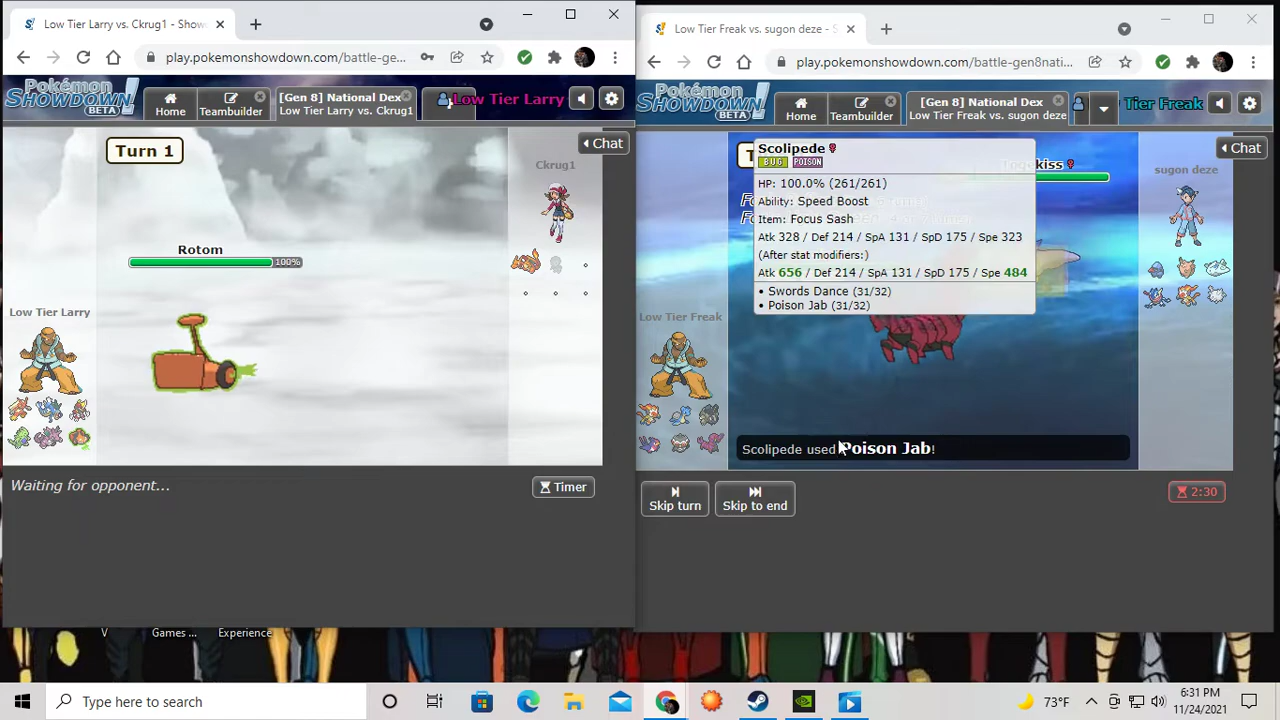 Low Tier Larry vs. Ckrug1 - Show
play.pokemonshowdown.com/battle-ge...
Pokémon
SHOWDOWN!
BETA
Home
Teambuilder
[Gen 8] National Dex
Low Tier Larry vs. Ckrug1
Low Tier Larry
Turn 1
Chat
Ckrug1
Rotom
100%
Low Tier Larry
Waiting for opponent...
Timer
Low Tier Freak vs. sugon deze - S
play.pokemonshowdown.com/battle-gen8nati...
Pokémon
SHOWDOWN!
BETA
Home
Teambuilder
[Gen 8] National Dex
Low Tier Freak vs. sugon deze
Tier Freak
Chat
sugon deze
Scolipede
BUG POISON
HP: 100.0% (261/261)
Ability: Speed Boost
Item: Focus Sash
Atk 328 / Def 214 / SpA 131 / SpD 175 / Spe 323
(After stat modifiers:)
Atk 656 / Def 214 / SpA 131 / SpD 175 / Spe 484
• Swords Dance (31/32)
• Poison Jab (31/32)
Low Tier Freak
Scolipede used Poison Jab!
Skip turn
Skip to end
2:30
V
Games ...
Experience
Type here to search
73°F
6:31 PM
11/24/2021